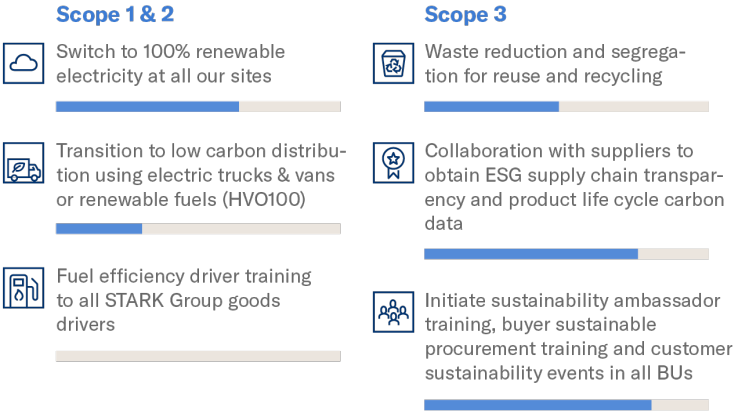 Scope 1 & 2
Switch to 100% renewable
electricity at all our sites
Transition to low carbon distribu-
tion using electric trucks & vans
or renewable fuels (HVO100)
Fuel efficiency driver training
to all STARK Group goods
drivers
Scope 3
Waste reduction and segrega-
tion for reuse and recycling
Collaboration with suppliers to
obtain ESG supply chain transpar-
ency and product life cycle carbon
data
Initiate sustainability ambassador
training, buyer sustainable
procurement training and customer
sustainability events in all BUs